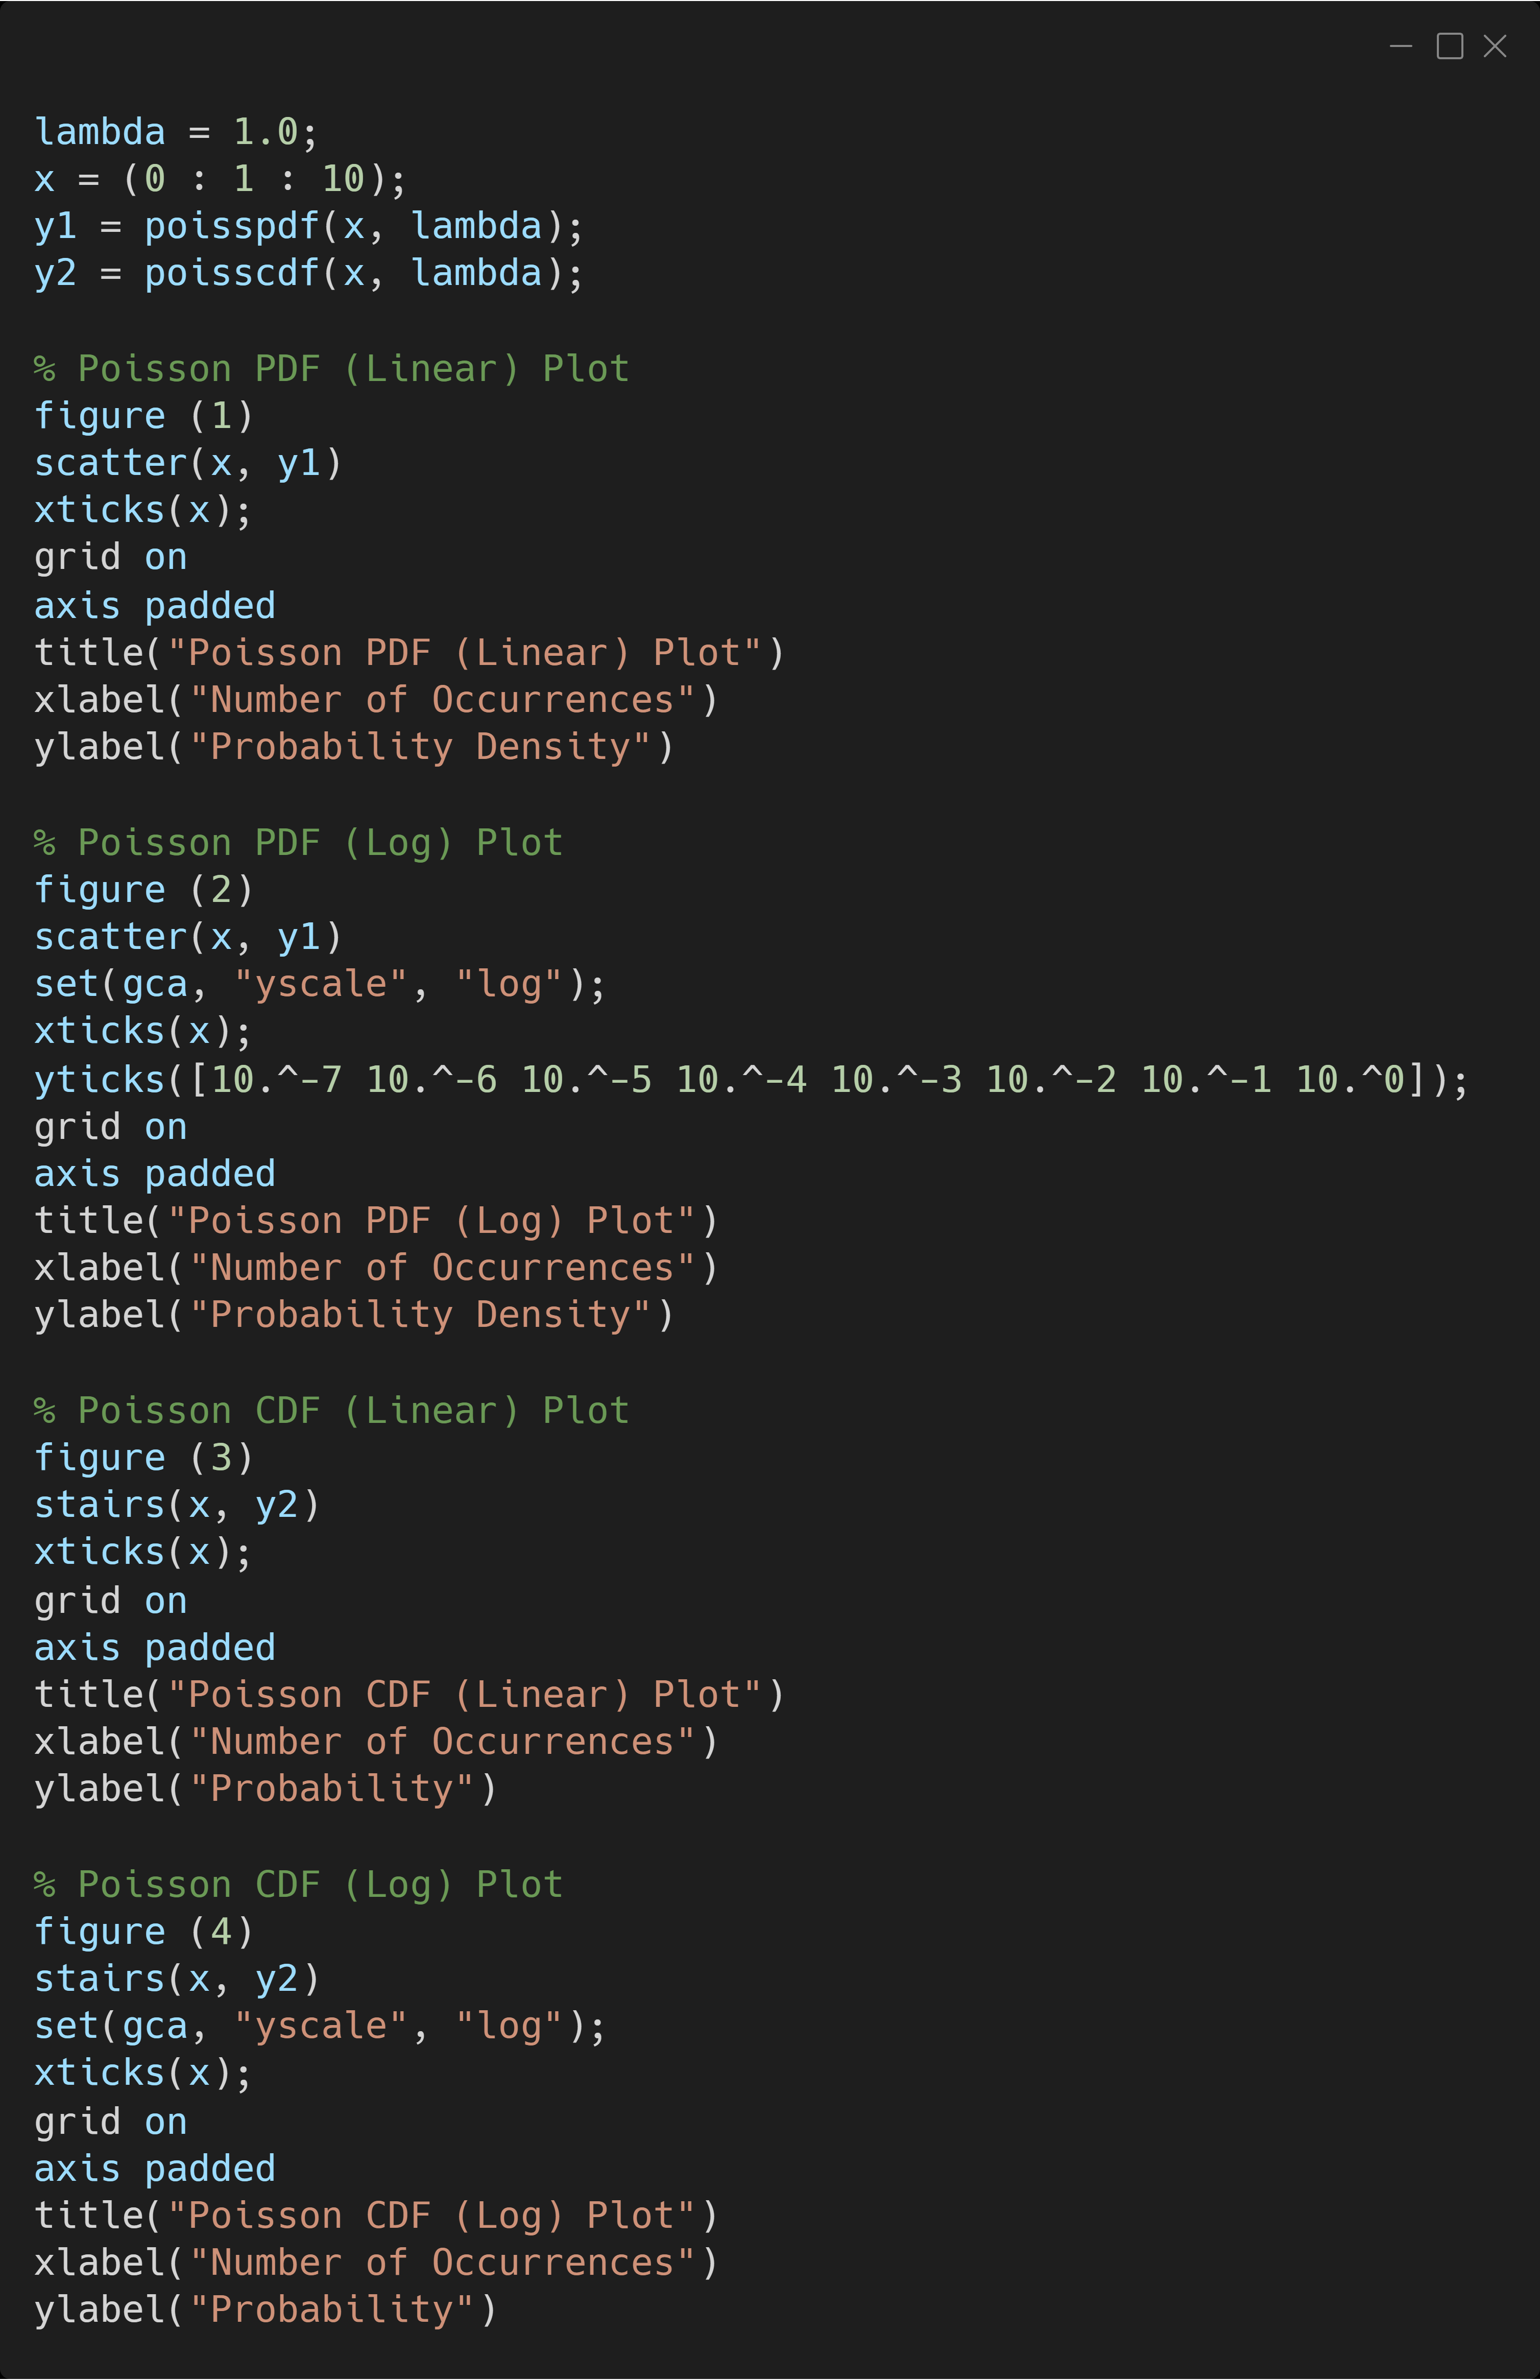 lambda = 1.0;
x = (0 : 1 : 10);
y1 = poisspdf(x, lambda);
y2 = poisscdf(x, lambda);

% Poisson PDF (Linear) Plot
figure (1)
scatter(x, y1)
xticks(x);
grid on
axis padded
title("Poisson PDF (Linear) Plot")
xlabel("Number of Occurrences")
ylabel("Probability Density")

% Poisson PDF (Log) Plot
figure (2)
scatter(x, y1)
set(gca, "yscale", "log");
xticks(x);
yticks([10.^-7 10.^-6 10.^-5 10.^-4 10.^-3 10.^-2 10.^-1 10.^0]);
grid on
axis padded
title("Poisson PDF (Log) Plot")
xlabel("Number of Occurrences")
ylabel("Probability Density")

% Poisson CDF (Linear) Plot
figure (3)
stairs(x, y2)
xticks(x);
grid on
axis padded
title("Poisson CDF (Linear) Plot")
xlabel("Number of Occurrences")
ylabel("Probability")

% Poisson CDF (Log) Plot
figure (4)
stairs(x, y2)
set(gca, "yscale", "log");
xticks(x);
grid on
axis padded
title("Poisson CDF (Log) Plot")
xlabel("Number of Occurrences")
ylabel("Probability")